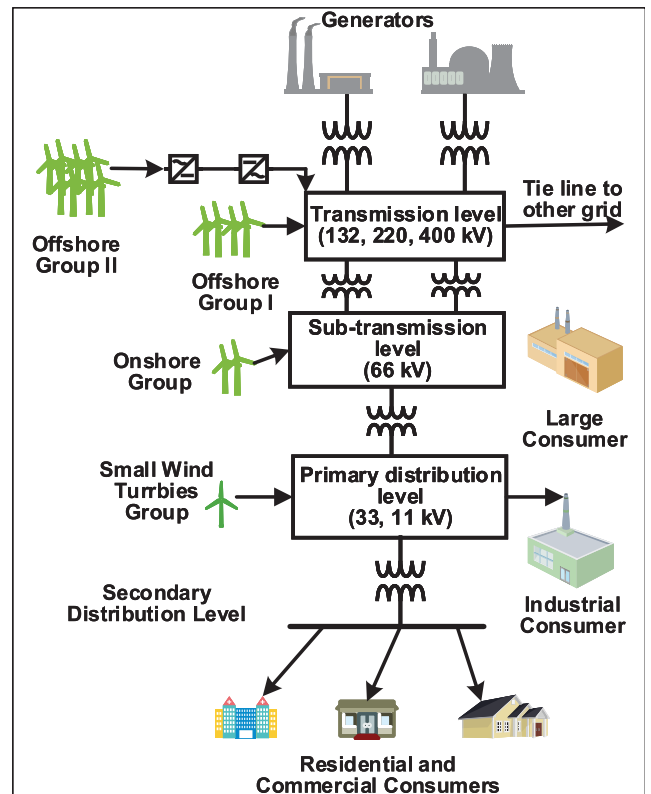 Generators
Tie line to
other grid
Transmission level
(132, 220, 400 kV)
Offshore
Group II
Offshore
Group I
Sub-transmission
level
(66 kV)
Onshore
Group
Large
Consumer
Small Wind
Turrbies
Group
Primary distribution
level
(33, 11 kV)
Secondary
Distribution Level
Industrial
Consumer
Residential and
Commercial Consumers